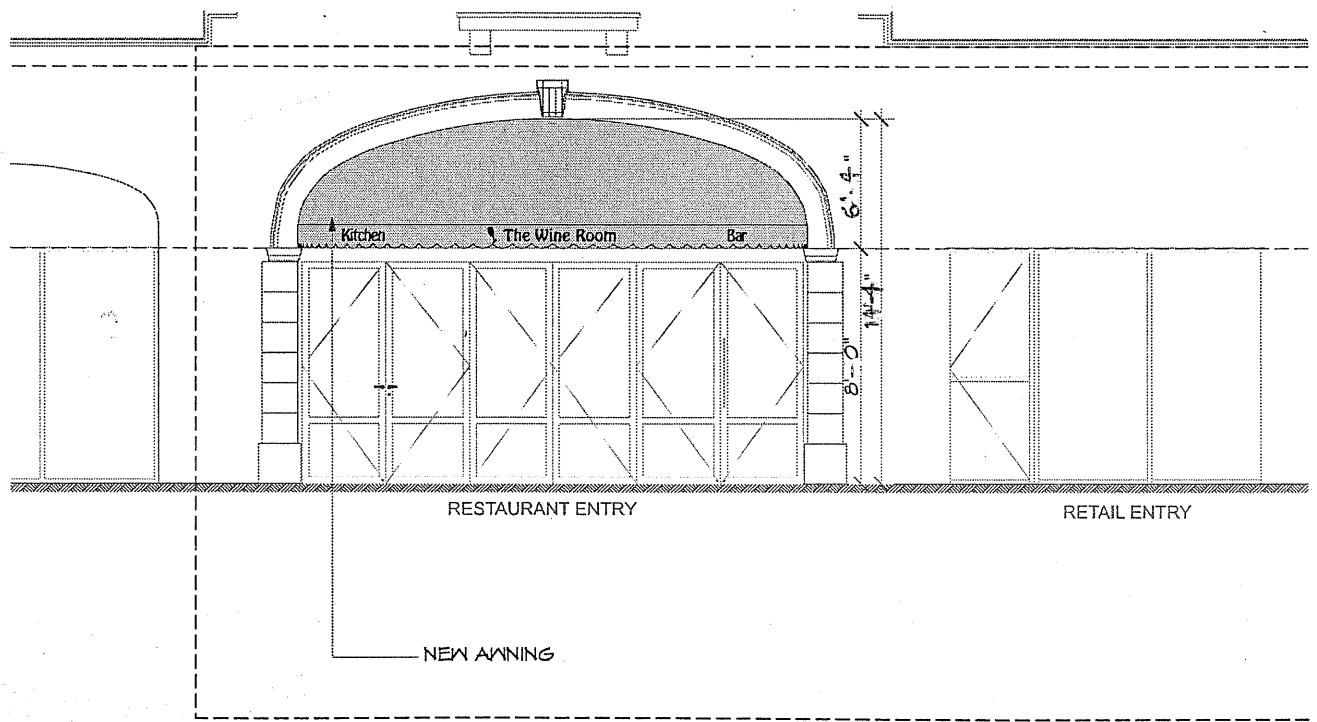 Kitchen The Wine Room Bar
6'-4"
14'-4"
8'-0"
RESTAURANT ENTRY
RETAIL ENTRY
NEW AWNING